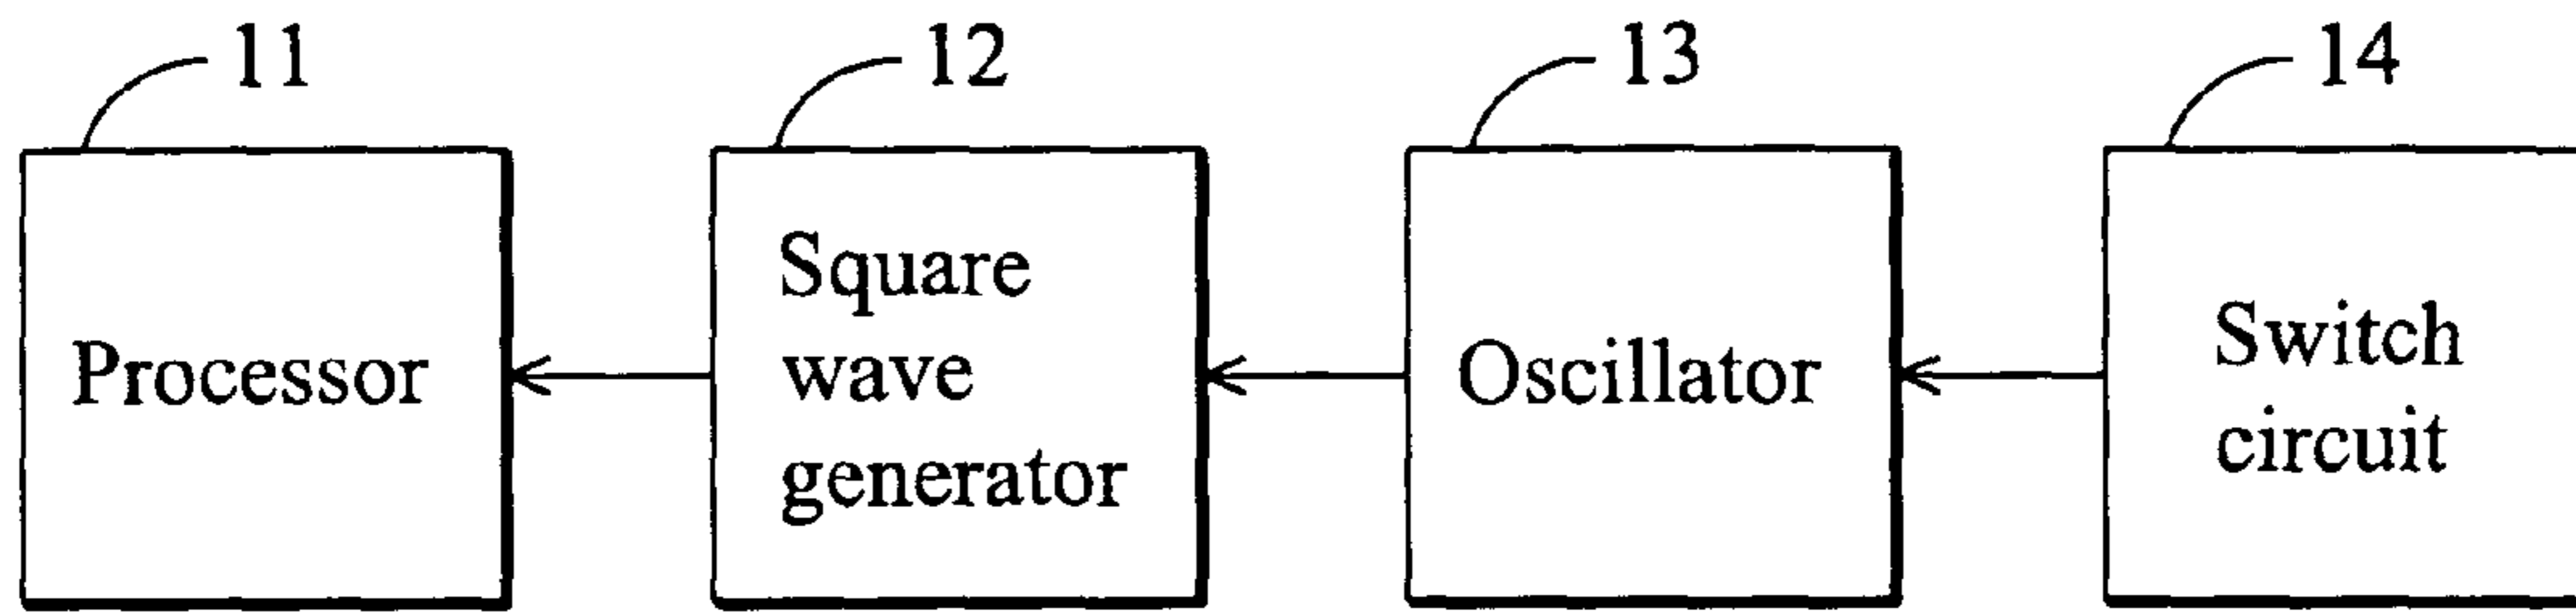 11
12
13
14
Processor
Square
wave
generator
Oscillator
Switch
circuit